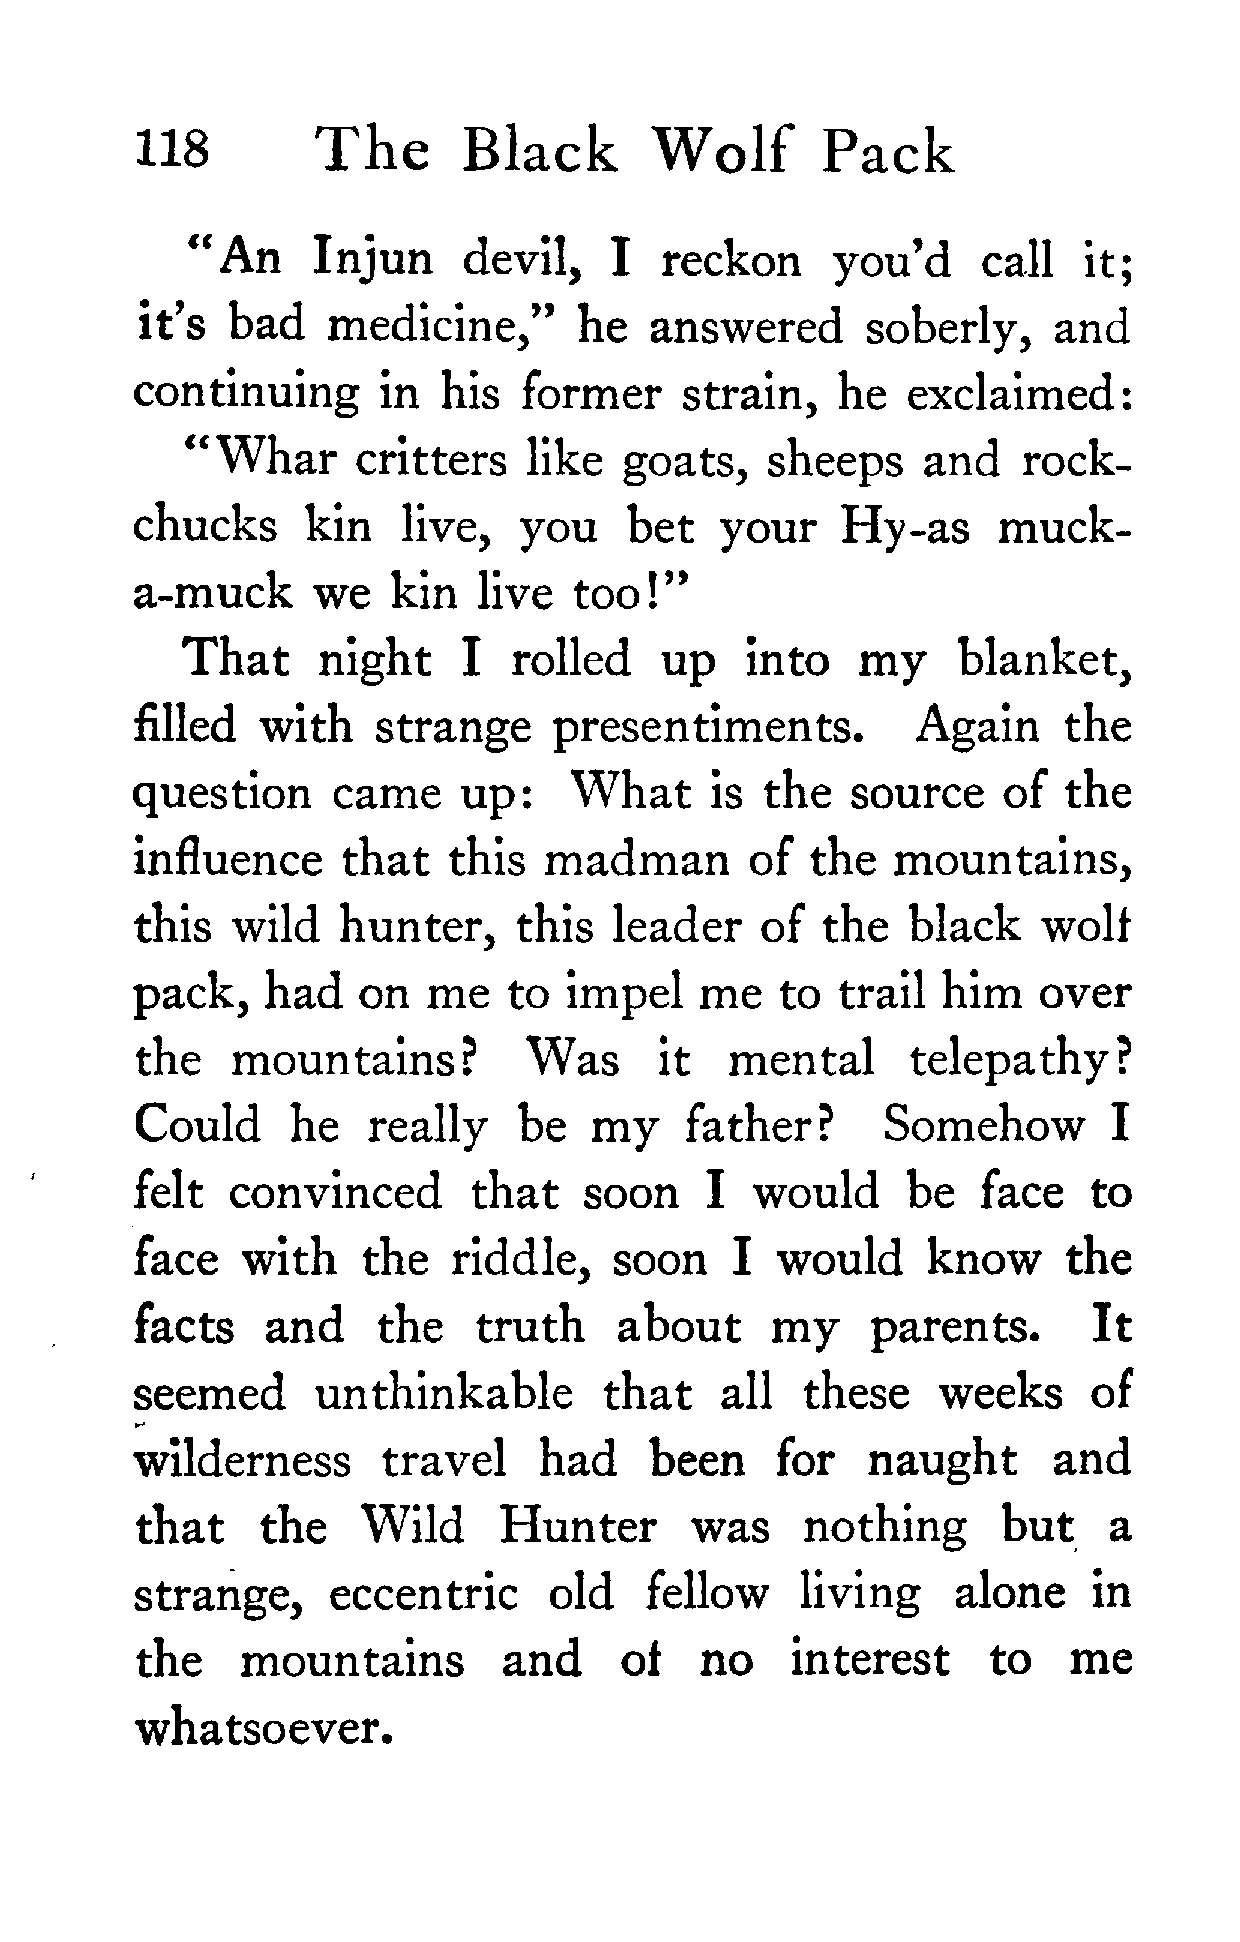 118 The Black Wolf Pack
"An Injun devil, I reckon you'd call it;
it's bad medicine," he answered soberly, and
continuing in his former strain, he exclaimed:
"Whar critters like goats, sheeps and rock-
chucks kin live, you bet your Hy-as muck-
a-muck we kin live too!"
That night I rolled up into my blanket,
filled with strange presentiments. Again the
question came up: What is the source of the
influence that this madman of the mountains,
this wild hunter, this leader of the black wolf
pack, had on me to impel me to trail him over
the mountains? Was it mental telepathy?
Could he really be my father? Somehow I
felt convinced that soon I would be face to
face with the riddle, soon I would know the
facts and the truth about my parents. It
seemed unthinkable that all these weeks of
wilderness travel had been for naught and
that the Wild Hunter was nothing but a
strange, eccentric old fellow living alone in
the mountains and of no interest to me
whatsoever.